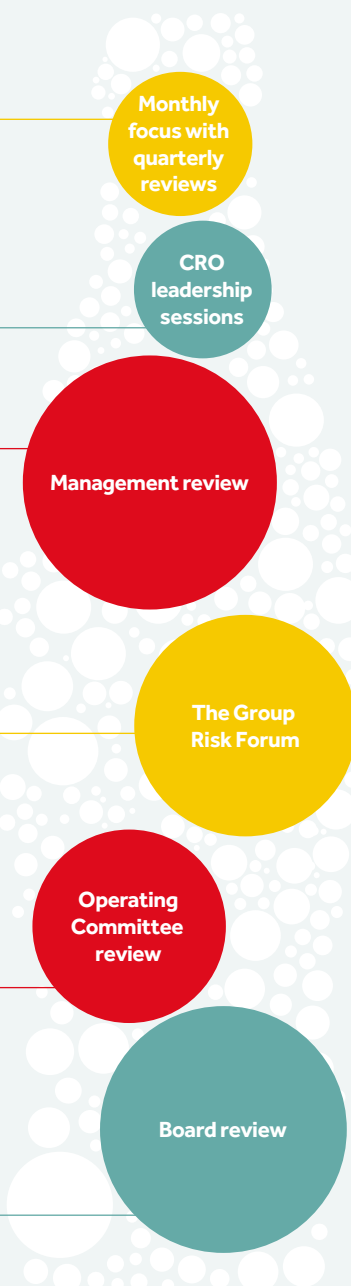 Monthly
focus with
quarterly
reviews
CRO
leadership
sessions
Management review
The Group
Risk Forum
Operating
Committee
review
Board review